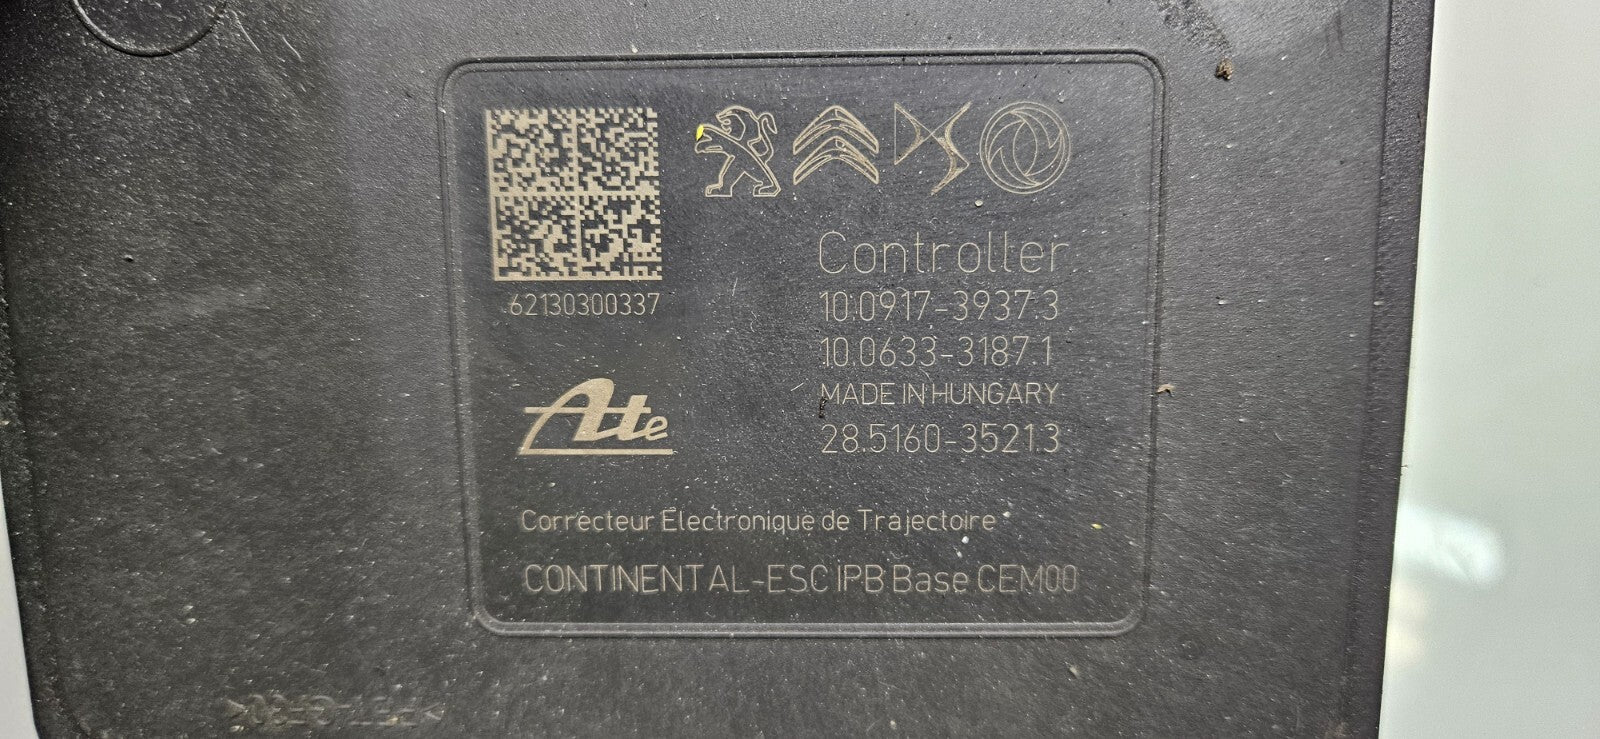 62130300337
Controller
10.0917-3937.3
10.0633-3187.1
MADE IN HUNGARY
28.5160-3521.3
Ate
Correcteur Electronique de Trajectoire
CONTINENTAL-ESC IPB Base CEM00